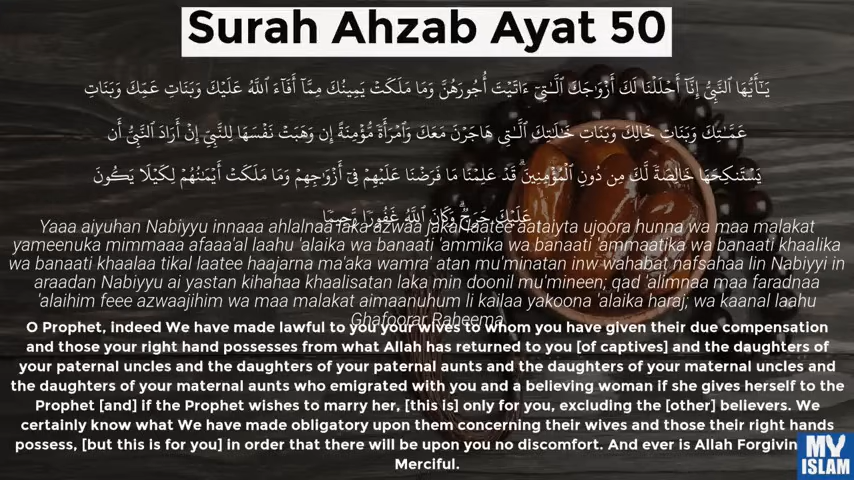 Surah Ahzab Ayat 50
يَـٰٓأَيُّهَا ٱلنَّبِىُّ إِنَّآ أَحْلَلْنَا لَكَ أَزْوَٰجَكَ ٱلَّـٰتِىٓ ءَاتَيْتَ أُجُورَهُنَّ وَمَا مَلَكَتْ يَمِينُكَ مِمَّآ أَفَآءَ ٱللَّهُ عَلَيْكَ وَبَنَاتِ عَمِّكَ وَبَنَاتِ
عَمَّـٰتِكَ وَبَنَاتِ خَالِكَ وَبَنَاتِ خَـٰلَـٰتِكَ ٱلَّـٰتِى هَاجَرْنَ مَعَكَ وَٱمْرَأَةً مُّؤْمِنَةً إِن وَهَبَتْ نَفْسَهَا لِلنَّبِىِّ إِنْ أَرَادَ ٱلنَّبِىُّ أَن
يَسْتَنكِحَهَا خَالِصَةً لَّكَ مِن دُونِ ٱلْمُؤْمِنِينَ ۗ قَدْ عَلِمْنَا مَا فَرَضْنَا عَلَيْهِمْ فِىٓ أَزْوَٰجِهِمْ وَمَا مَلَكَتْ أَيْمَـٰنُهُمْ لِكَيْلَا يَكُونَ
عَلَيْكَ حَرَجٌ ۗ وَكَانَ ٱللَّهُ غَفُورًا رَّحِيمًا
Yaaa aiyuhan Nabiyyu innaaa ahlalnaa laka azwaa jakal laatee aataiyta ujoora hunna wa maa malakat
yameenuka mimmaaa afaaa'al laahu 'alaika wa banaati 'ammika wa banaati 'ammaatika wa banaati khaalika
wa banaati khaalaa tikal laatee haajarna ma'aka wamra' atan mu'minatan inw wahabat nafsahaa lin Nabiyyi in
araadan Nabiyyu ai yastan kihahaa khaalisatan laka min doonil mu'mineen; qad 'alimnaa maa faradnaa
'alaihim feee azwaajihim wa maa malakat aimaanuhum li kailaa yakoona 'alaika haraj; wa kaanal laahu
Ghafoorar Raheema
O Prophet, indeed We have made lawful to you your wives to whom you have given their due compensation
and those your right hand possesses from what Allah has returned to you [of captives] and the daughters of
your paternal uncles and the daughters of your paternal aunts and the daughters of your maternal uncles and
the daughters of your maternal aunts who emigrated with you and a believing woman if she gives herself to the
Prophet [and] if the Prophet wishes to marry her, [this is] only for you, excluding the [other] believers. We
certainly know what We have made obligatory upon them concerning their wives and those their right hands
possess, [but this is for you] in order that there will be upon you no discomfort. And ever is Allah Forgiving
Merciful.
MY
ISLAM